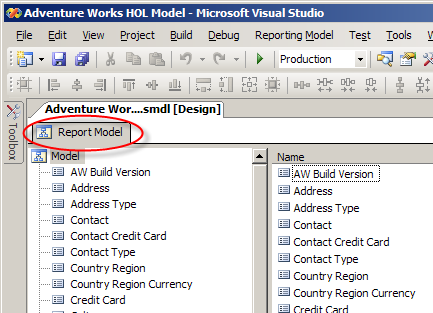 Adventure Works HOL Model - Microsoft Visual Studio
File Edit View Project Build Debug Reporting Model Test Tools W
Production
Adventure Wor....smdl [Design]
Toolbox
Report Model
Model
AW Build Version
Address
Address Type
Contact
Contact Credit Card
Contact Type
Country Region
Country Region Currency
Credit Card
Name
AW Build Version
Address
Address Type
Contact
Contact Credit Card
Contact Type
Country Region
Country Region Currency
Credit Card